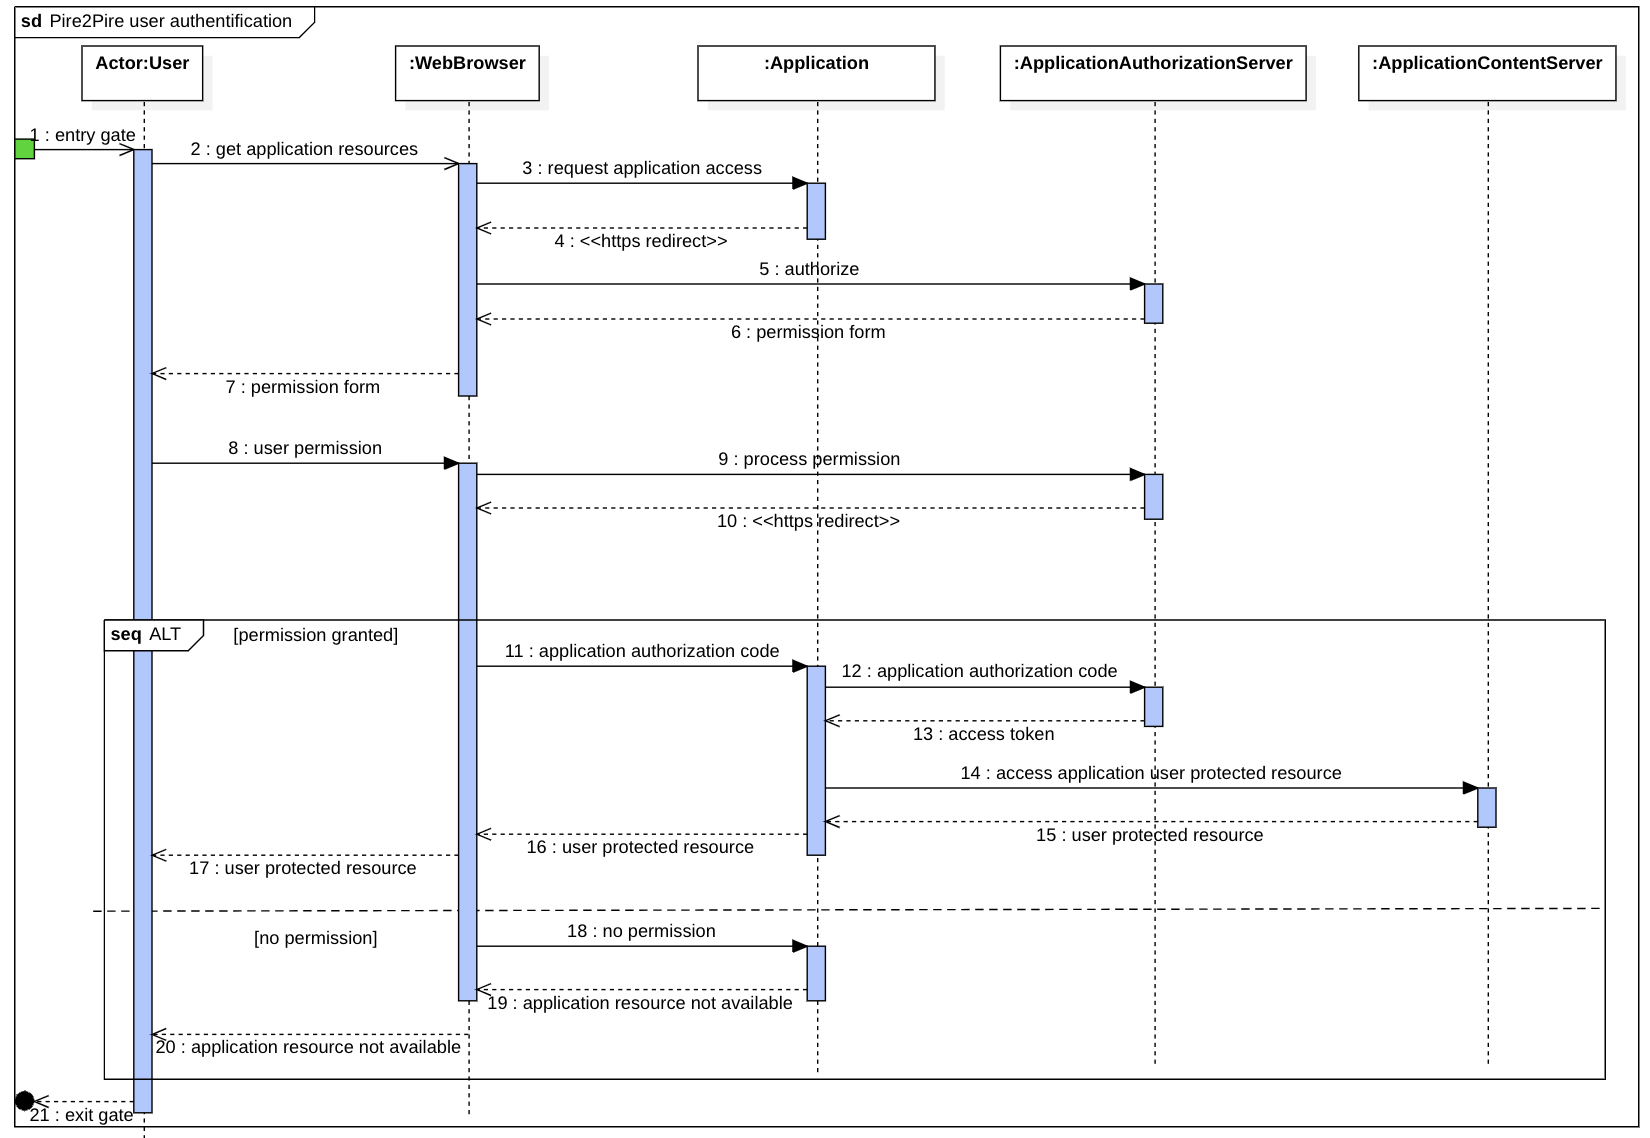 sd Pire2Pire user authentification
Actor:User
:WebBrowser
:Application
:ApplicationAuthorizationServer
:ApplicationContentServer
1 : entry gate
2 : get application resources
3 : request application access
4 : <<https redirect>>
5 : authorize
6 : permission form
7 : permission form
8 : user permission
9 : process permission
10 : <<https redirect>>
seq ALT
[permission granted]
11 : application authorization code
12 : application authorization code
13 : access token
14 : access application user protected resource
15 : user protected resource
16 : user protected resource
17 : user protected resource
[no permission]
18 : no permission
19 : application resource not available
20 : application resource not available
21 : exit gate